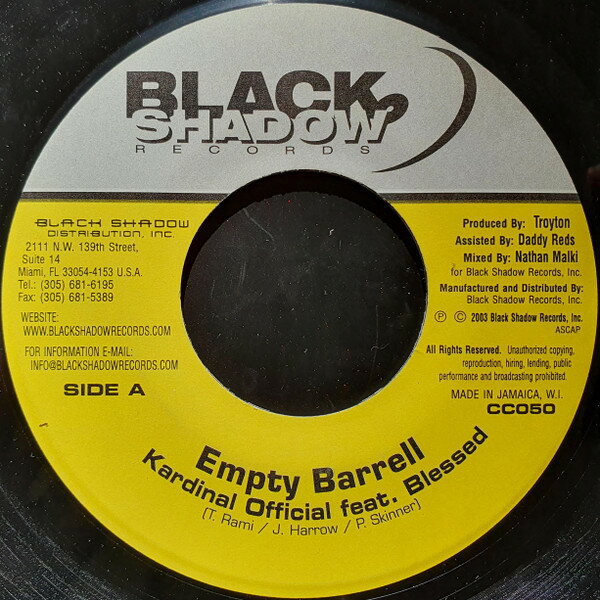 BLACK
SHADOW
RECORDS
BLACK SHADOW
DISTRIBUTION, INC.
2111 N.W. 139th Street,
Suite 14
Miami, FL 33054-4153 U.S.A.
Tel.: (305) 681-6195
Fax: (305) 681-5389
WEBSITE:
WWW.BLACKSHADOWRECORDS.COM
FOR INFORMATION E-MAIL:
INFO@BLACKSHADOWRECORDS.COM
SIDE A
Produced By: Troyton
Assisted By: Daddy Reds
Mixed By: Nathan Malki
for Black Shadow Records, Inc.
Manufactured and Distributed By:
Black Shadow Records, Inc.
℗ © 2003 Black Shadow Records, Inc.
ASCAP
All Rights Reserved. Unauthorized copying,
reproduction, hiring, lending, public
performance and broadcasting prohibited.
MADE IN JAMAICA, W.I.
CC050
Empty Barrell
Kardinal Official feat. Blessed
(T. Rami / J. Harrow / P. Skinner)